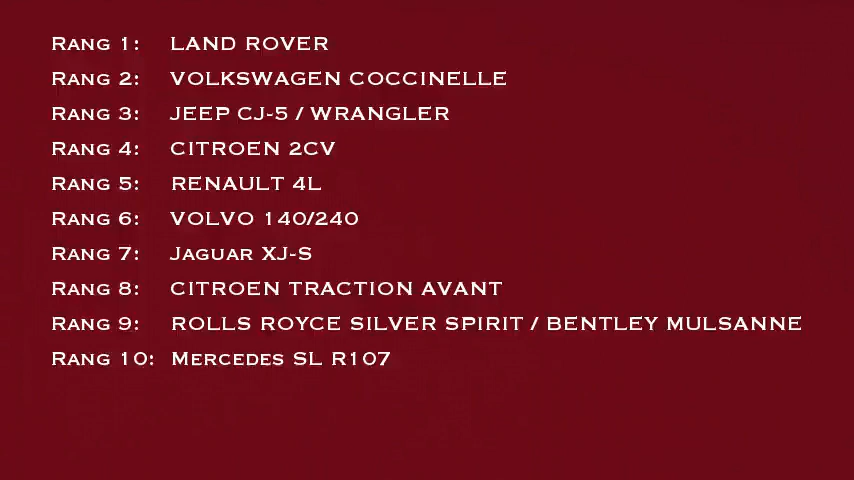 Rang 1: LAND ROVER
Rang 2: VOLKSWAGEN COCCINELLE
Rang 3: JEEP CJ-5 / WRANGLER
Rang 4: CITROEN 2CV
Rang 5: RENAULT 4L
Rang 6: VOLVO 140/240
Rang 7: Jaguar XJ-S
Rang 8: CITROEN TRACTION AVANT
Rang 9: ROLLS ROYCE SILVER SPIRIT / BENTLEY MULSANNE
Rang 10: Mercedes SL R107